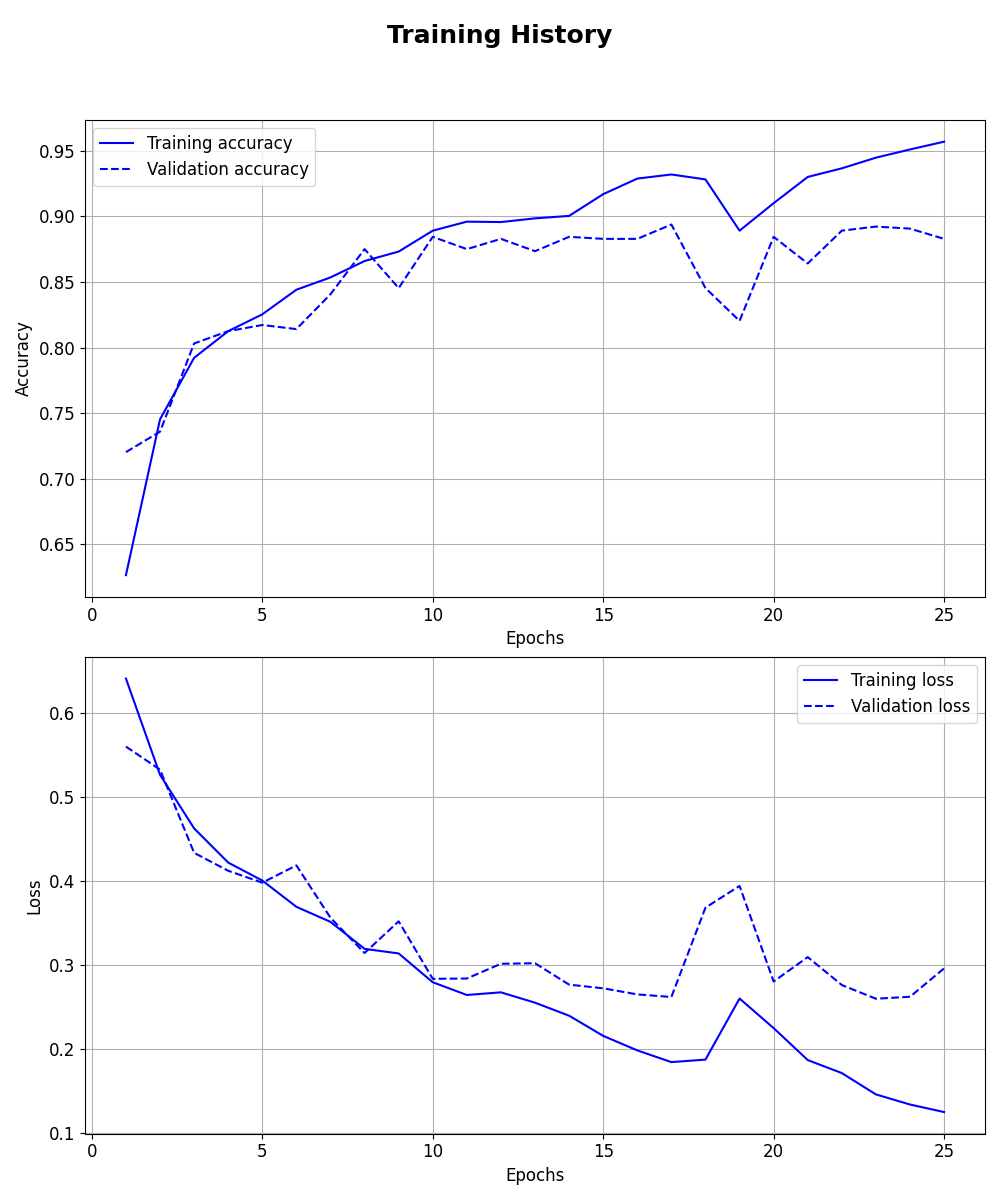 Training History
Training accuracy
Validation accuracy
0.95
0.90
0.85
0.80
0.75
0.70
0.65
Accuracy
0 5 10 15 20 25
Epochs
Training loss
Validation loss
0.6
0.5
0.4
0.3
0.2
0.1
Loss
0 5 10 15 20 25
Epochs